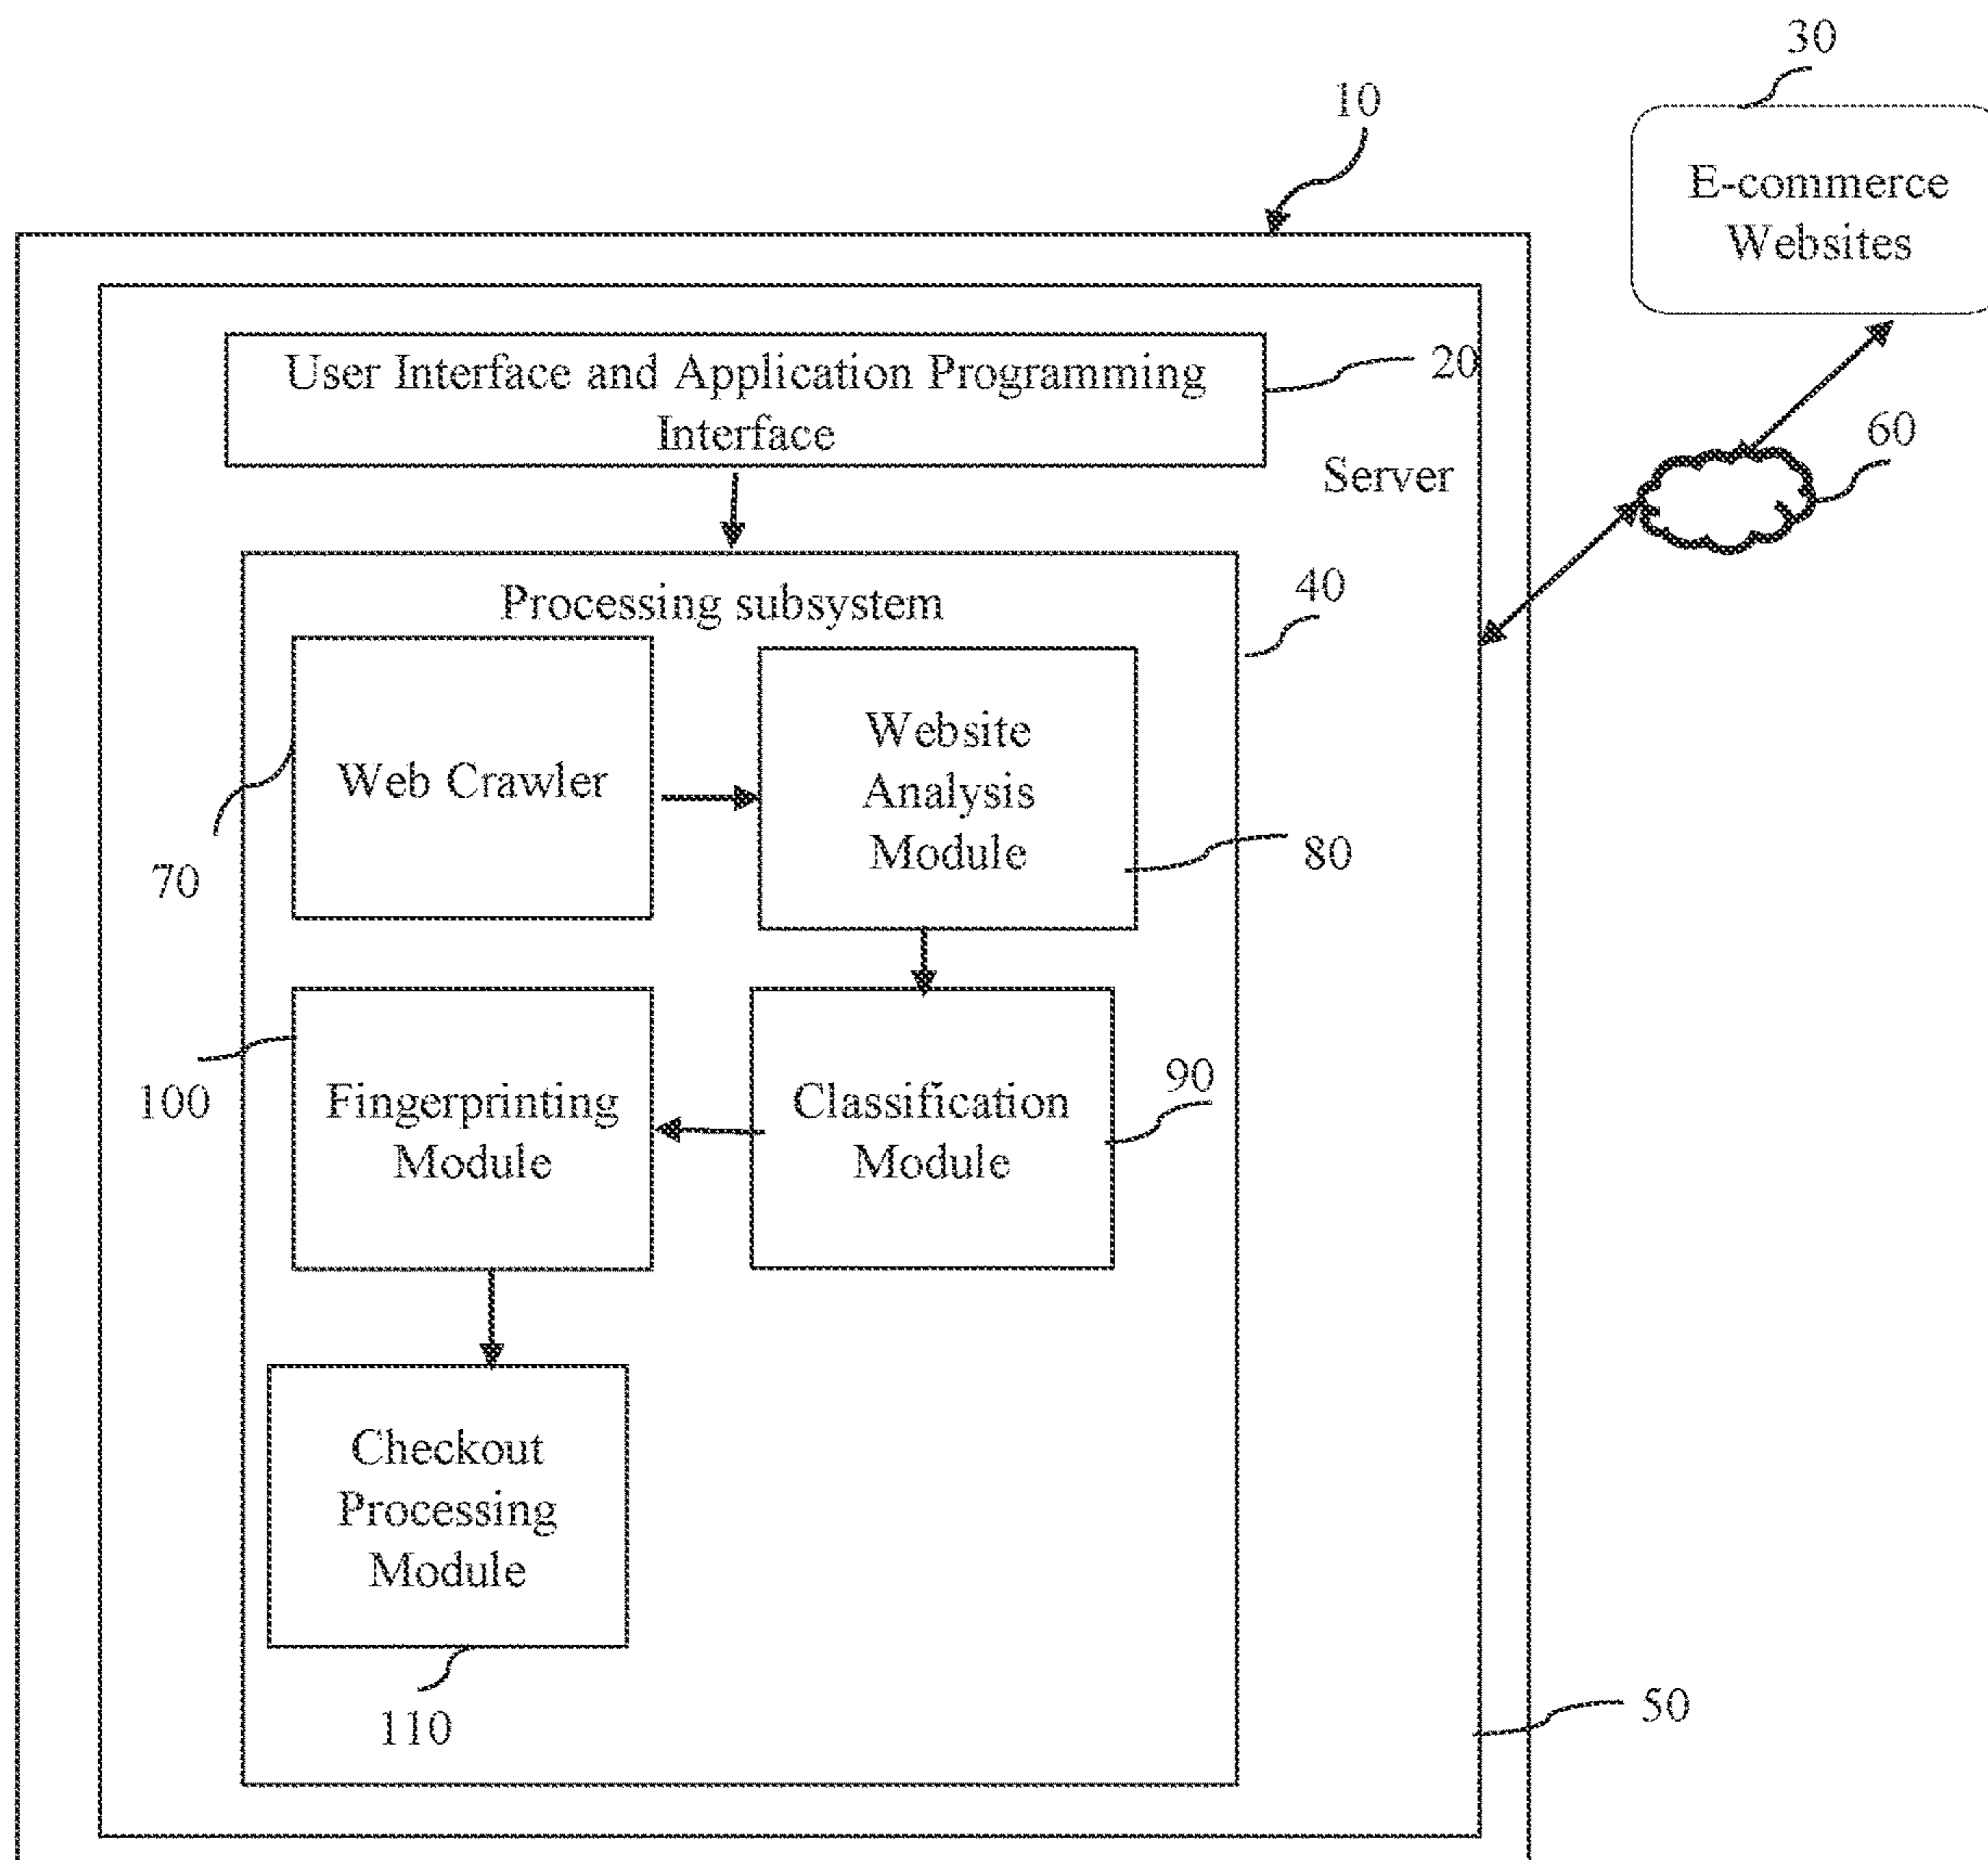 30
10
E-commerce
Websites
User Interface and Application Programming
Interface
20
60
Server
40
Processing subsystem
Web Crawler
Website
Analysis
Module
70
80
100
Fingerprinting
Module
Classification
Module
90
Checkout
Processing
Module
110
50